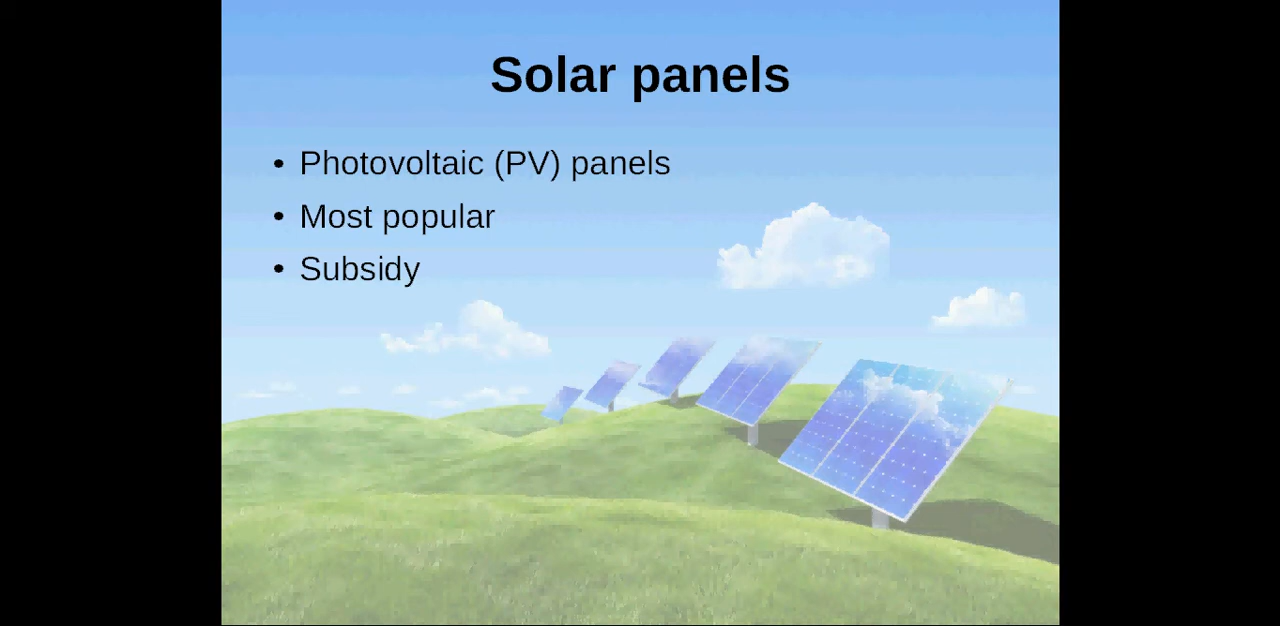 Solar panels
• Photovoltaic (PV) panels
• Most popular
• Subsidy